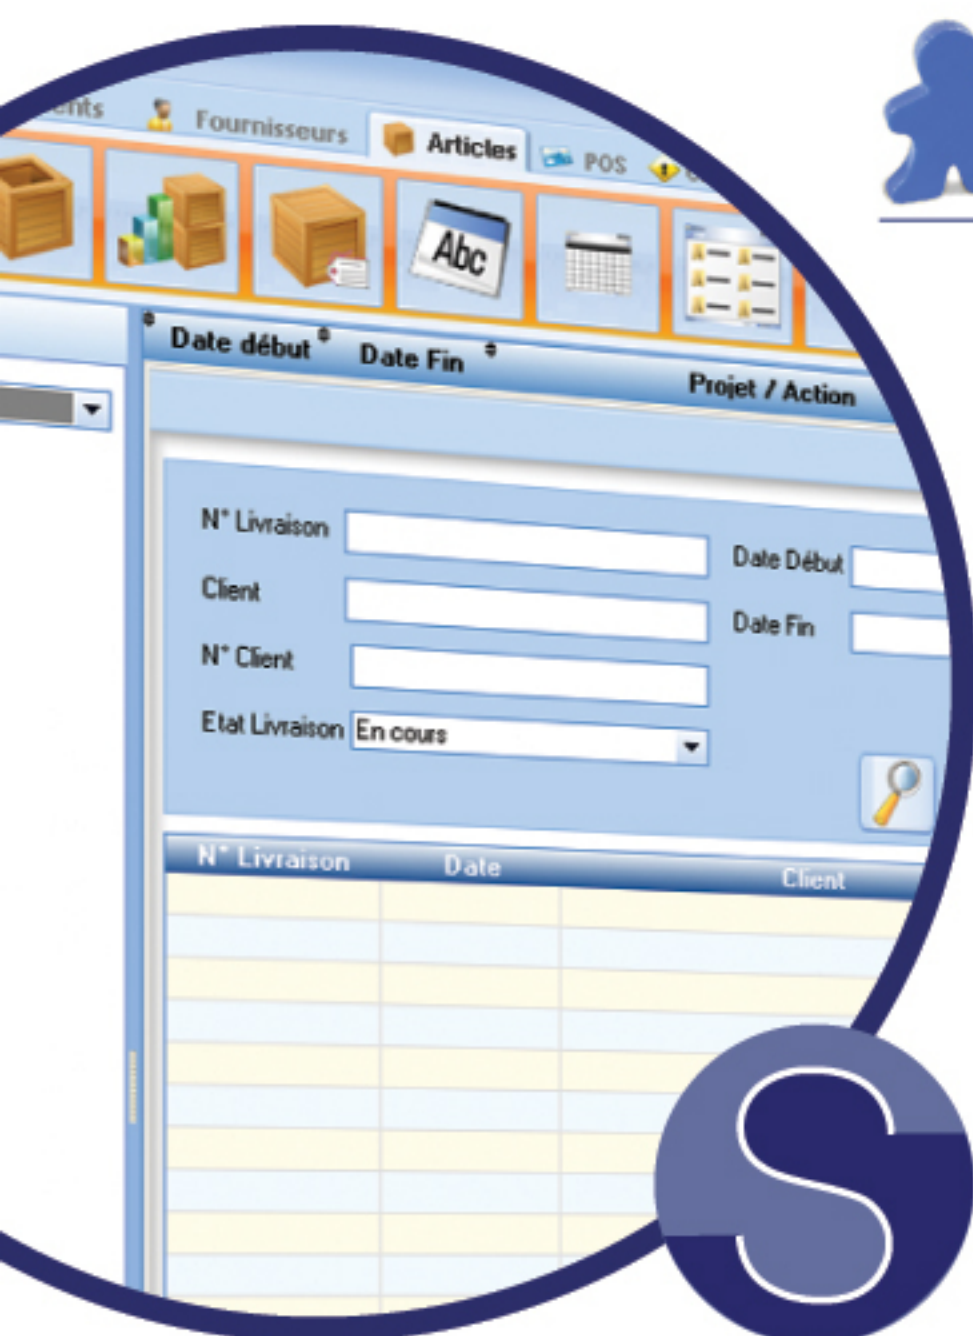 Fournisseurs
Articles
POS
Abc
Date début
Date Fin
Projet / Action
N° Livraison
Date Début
Client
Date Fin
N° Client
Etat Livraison
En cours
N° Livraison
Date
Client
S